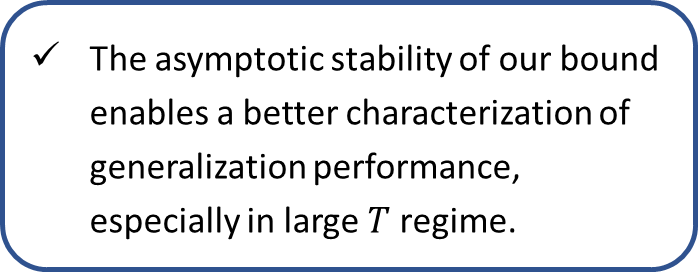 ✓ The asymptotic stability of our bound
enables a better characterization of
generalization performance,
especially in large T regime.